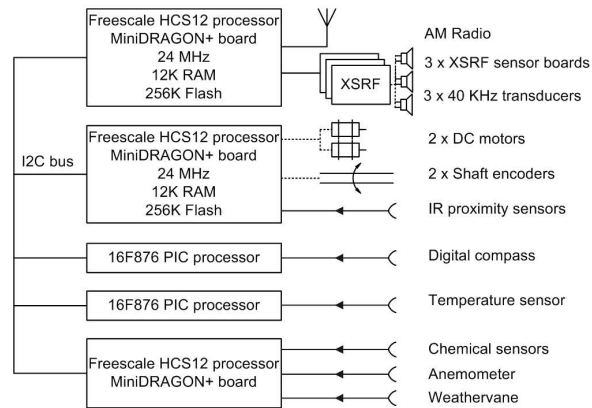 Freescale HCS12 processor
MiniDRAGON+ board
24 MHz
12K RAM
256K Flash
XSRF
AM Radio
3 x XSRF sensor boards
3 x 40 KHz transducers
I2C bus
Freescale HCS12 processor
MiniDRAGON+ board
24 MHz
12K RAM
256K Flash
2 x DC motors
2 x Shaft encoders
IR proximity sensors
16F876 PIC processor
Digital compass
16F876 PIC processor
Temperature sensor
Freescale HCS12 processor
MiniDRAGON+ board
Chemical sensors
Anemometer
Weathervane